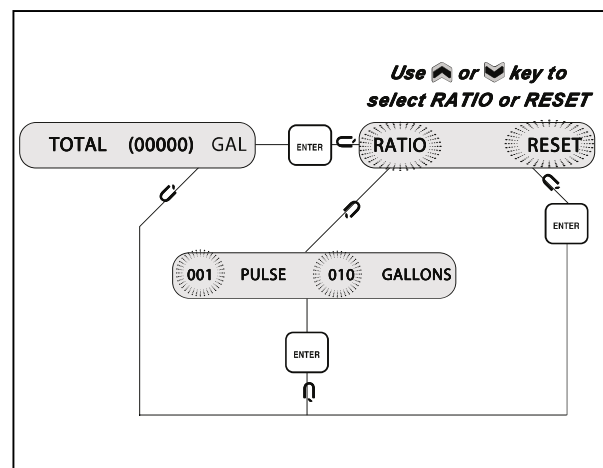 Use or key to
select RATIO or RESET
TOTAL (00000) GAL
ENTER
RATIO RESET
ENTER
001 PULSE 010 GALLONS
ENTER